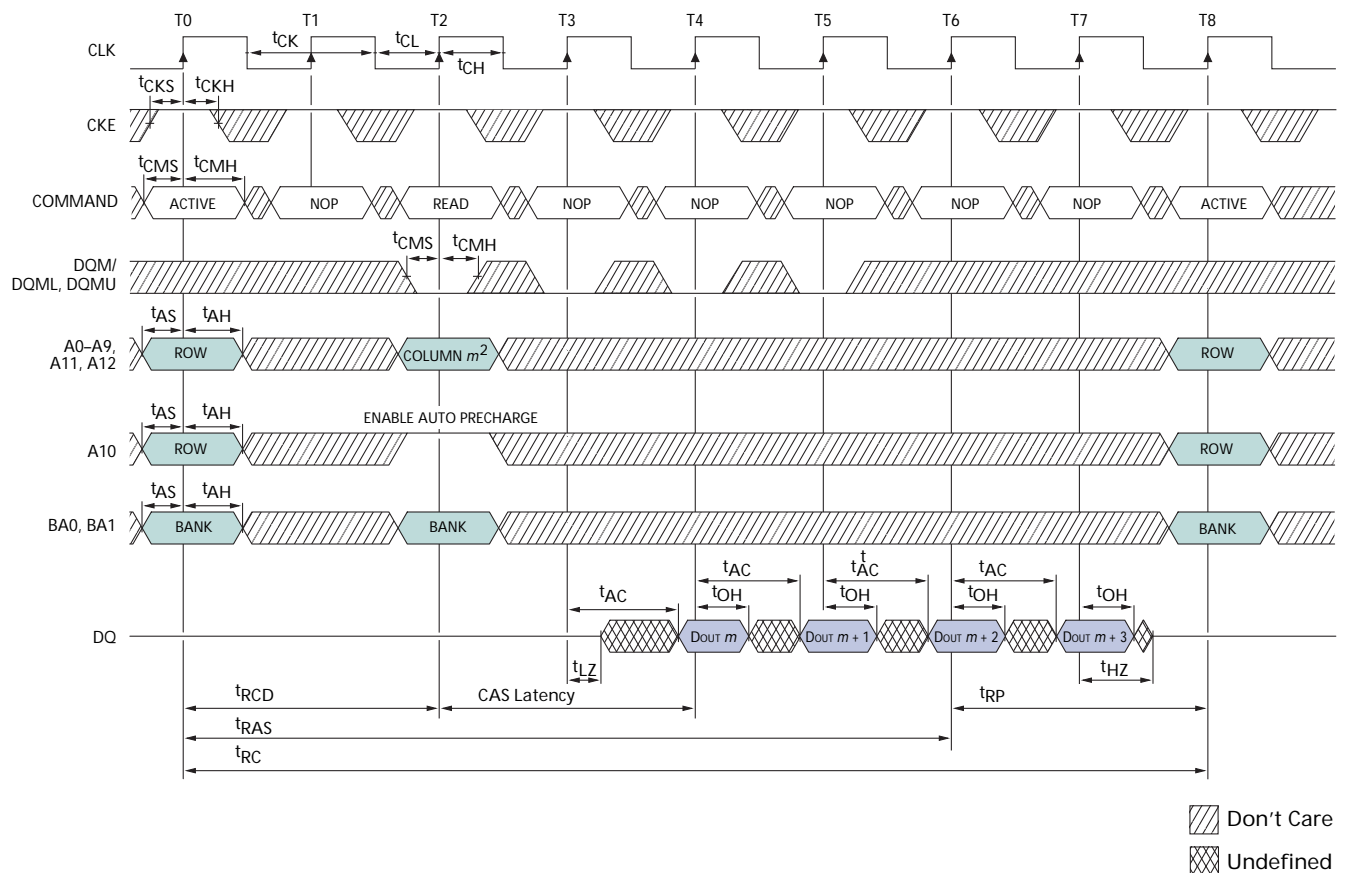 T0 T1 T2 T3 T4 T5 T6 T7 T8
CLK
tCK tCL
tCH
tCKS tCKH
CKE
tCMS tCMH
COMMAND ACTIVE NOP READ NOP NOP NOP NOP NOP ACTIVE
tCMS tCMH
DQM/
DQML, DQMU
tAS tAH
A0–A9,
A11, A12
ROW COLUMN m2 ROW
tAS tAH
ENABLE AUTO PRECHARGE
A10 ROW ROW
tAS tAH
BA0, BA1 BANK BANK BANK
t
tAC tAC tAC
tAC tOH tOH tOH tOH
DQ DOUT m DOUT m + 1 DOUT m + 2 DOUT m + 3
tLZ tHZ
tRCD CAS Latency tRP
tRAS
tRC
Don't Care
Undefined